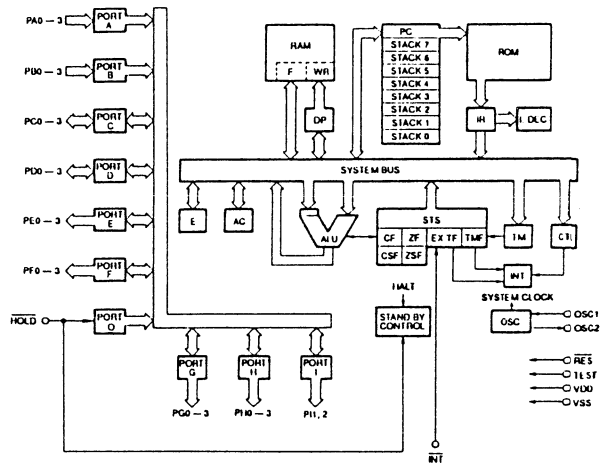 PA0 – 3
PORT
A
PB0 – 3
PORT
B
PC0 – 3
PORT
C
PD0 – 3
PORT
D
PE0 – 3
PORT
E
PF0 – 3
PORT
F
HOLD
PORT
O
PORT
G
PORT
H
PORT
I
PG0 – 3
PH0 – 3
PI1, 2
RAM
F
WR
DP
PC
STACK 7
STACK 6
STACK 5
STACK 4
STACK 3
STACK 2
STACK 1
STACK 0
ROM
IR
I. DEC
SYSTEM BUS
E
AC
ALU
STS
CF ZF EXTF TMF
CSF ZSF
TM
CTL
INT
HALT
STAND BY
CONTROL
SYSTEM CLOCK
OSC
OSC1
OSC2
RES
TEST
VDD
VSS
INT